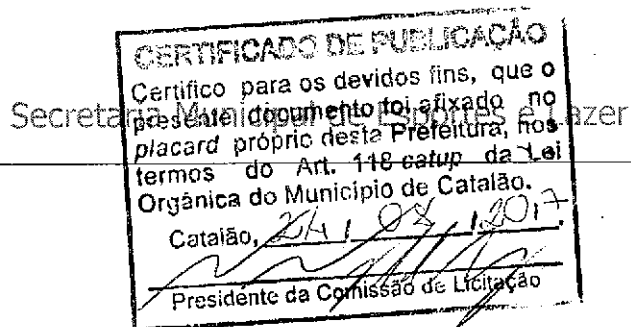 CERTIFICADO DE PUBLICAÇÃO
Certifico para os devidos fins, que o
Secretaria Municipal de Esportes e Lazer
presente documento foi afixado no
placard próprio desta Prefeitura, nos
termos do Art. 118 catup da Lei
Orgânica do Município de Catalão.
Catalão, 24 / 08 / 2017
Presidente da Comissão de Licitação